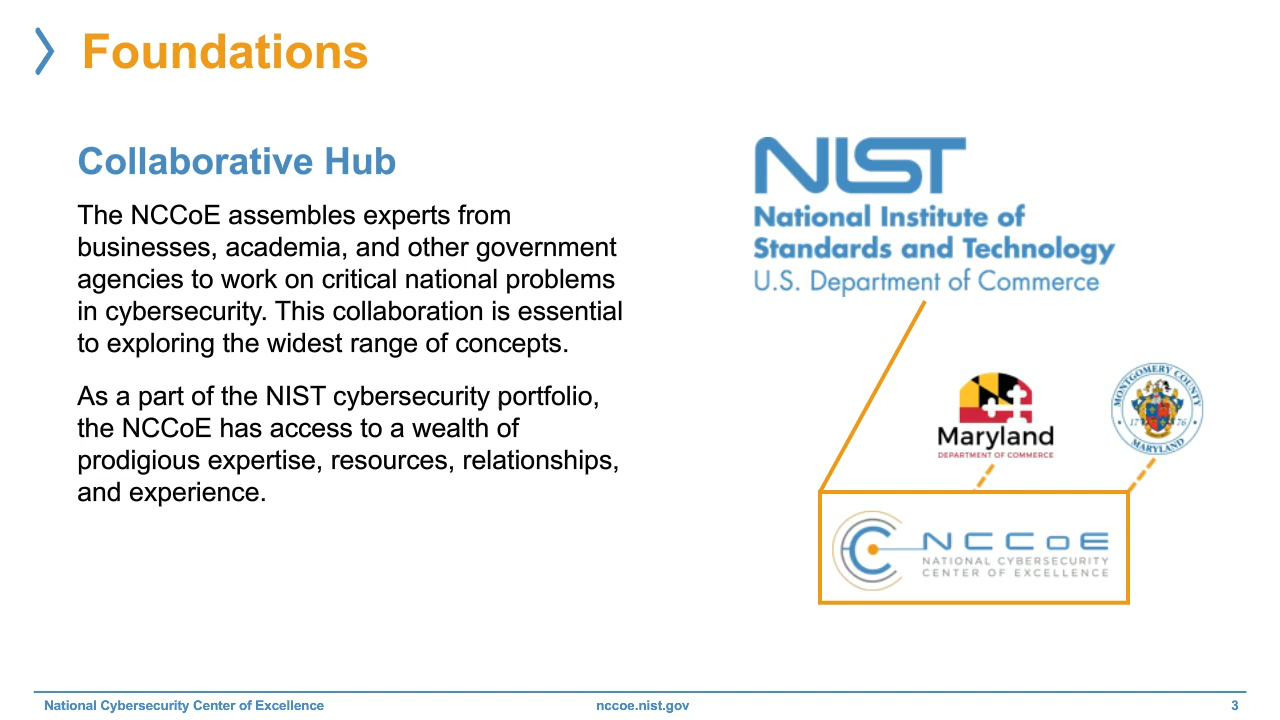 Foundations
Collaborative Hub
The NCCoE assembles experts from
businesses, academia, and other government
agencies to work on critical national problems
in cybersecurity. This collaboration is essential
to exploring the widest range of concepts.
As a part of the NIST cybersecurity portfolio,
the NCCoE has access to a wealth of
prodigious expertise, resources, relationships,
and experience.
NIST
National Institute of
Standards and Technology
U.S. Department of Commerce
Maryland
DEPARTMENT OF COMMERCE
MONTGOMERY COUNTY
1776
MARYLAND
NCCoE
NATIONAL CYBERSECURITY
CENTER OF EXCELLENCE
National Cybersecurity Center of Excellence
nccoe.nist.gov
3